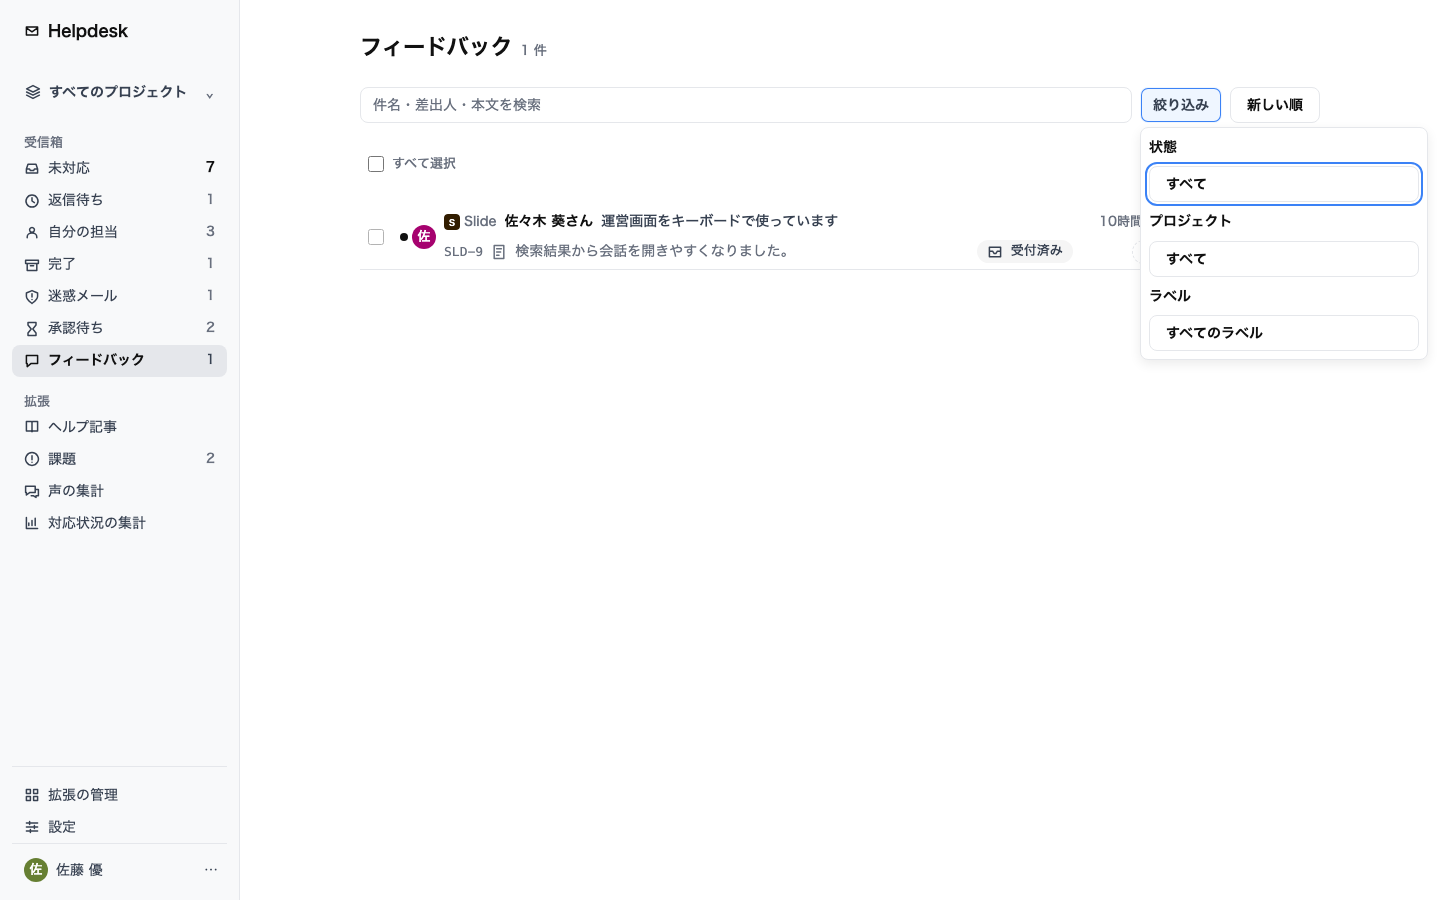 Helpdesk
すべてのプロジェクト
受信箱
未対応 7
返信待ち 1
自分の担当 3
完了 1
迷惑メール 1
承認待ち 2
フィードバック 1
拡張
ヘルプ記事
課題 2
声の集計
対応状況の集計
拡張の管理
設定
佐 佐藤 優 …
フィードバック 1 件
件名・差出人・本文を検索
絞り込み
新しい順
すべて選択
S Slide 佐々木 葵さん 運営画面をキーボードで使っています 10時間
佐
SLD-9 検索結果から会話を開きやすくなりました。 受付済み
状態
すべて
プロジェクト
すべて
ラベル
すべてのラベル